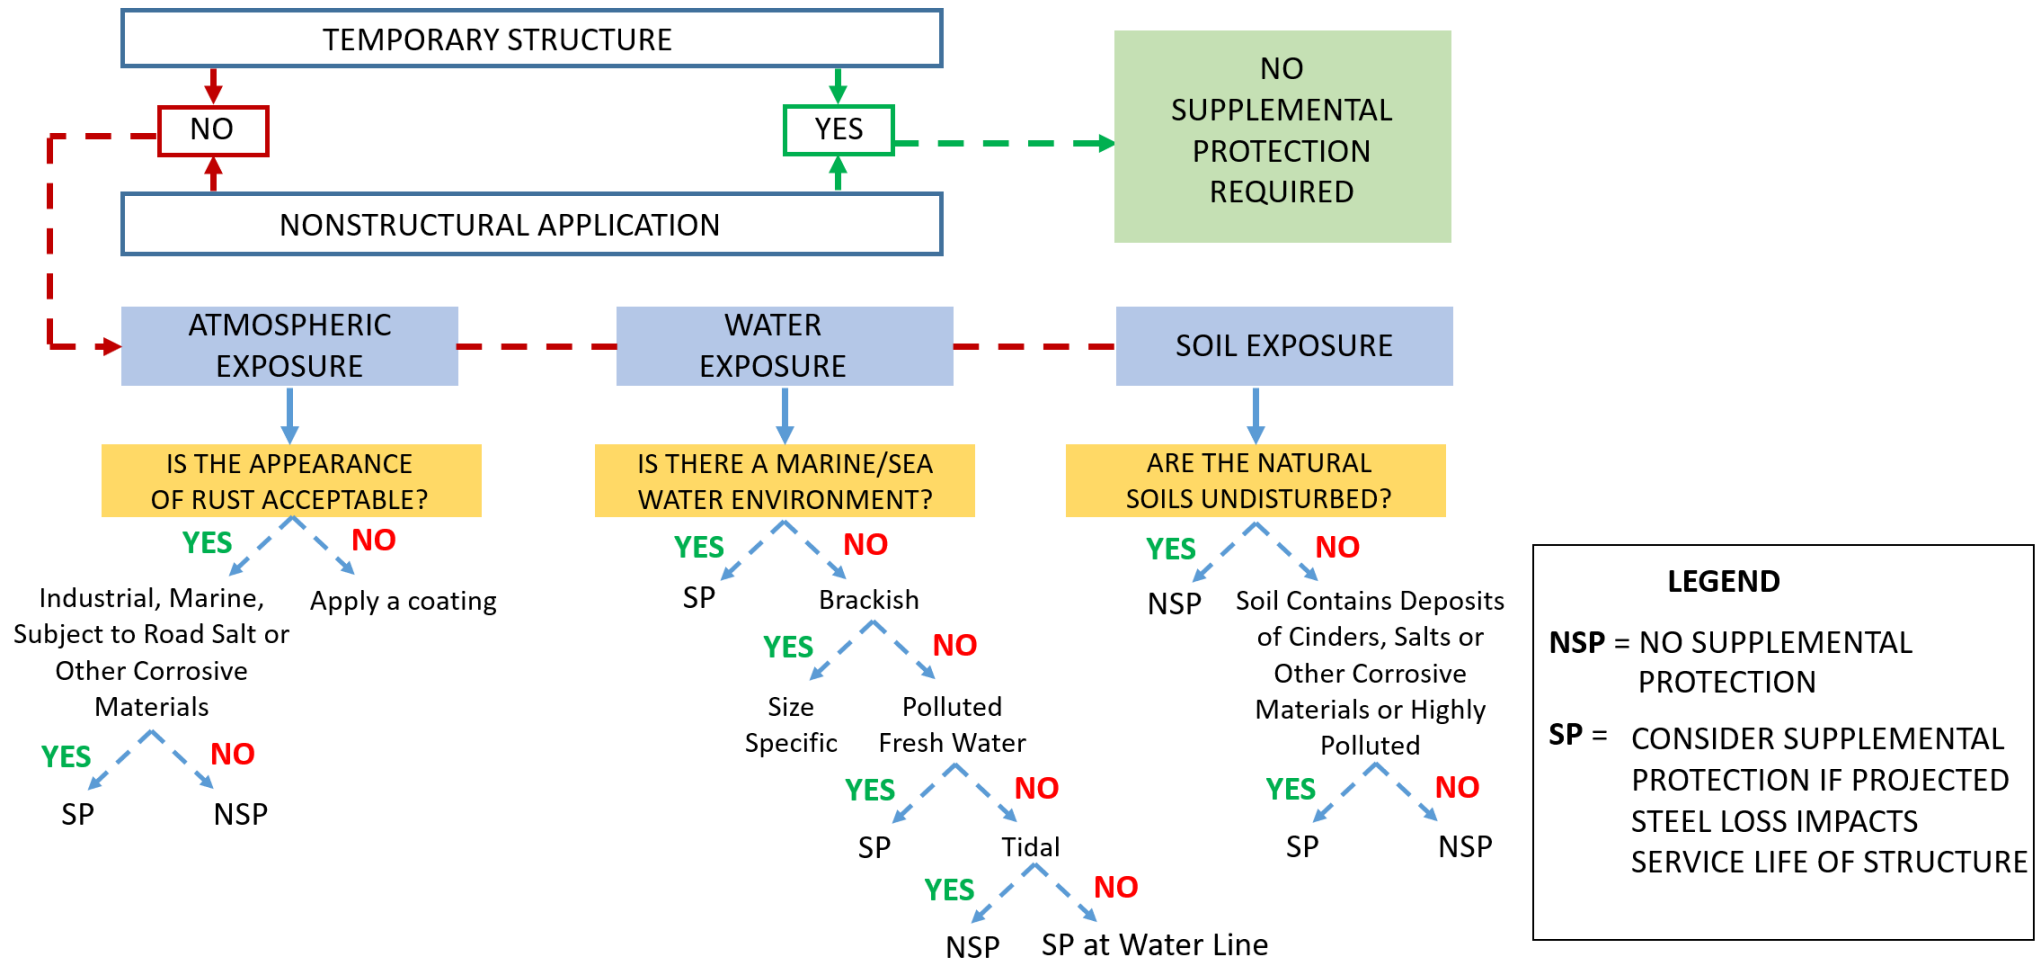 TEMPORARY STRUCTURE
NO
YES
NONSTRUCTURAL APPLICATION
NO
SUPPLEMENTAL
PROTECTION
REQUIRED
ATMOSPHERIC
EXPOSURE
WATER
EXPOSURE
SOIL EXPOSURE
IS THE APPEARANCE
OF RUST ACCEPTABLE?
YES
NO
Industrial, Marine,
Subject to Road Salt or
Other Corrosive
Materials
Apply a coating
YES
NO
SP
NSP
IS THERE A MARINE/SEA
WATER ENVIRONMENT?
YES
NO
SP
Brackish
YES
NO
Size
Specific
Polluted
Fresh Water
YES
NO
SP
Tidal
YES
NO
NSP
SP at Water Line
ARE THE NATURAL
SOILS UNDISTURBED?
YES
NO
NSP
Soil Contains Deposits
of Cinders, Salts or
Other Corrosive
Materials or Highly
Polluted
YES
NO
SP
NSP
LEGEND
NSP = NO SUPPLEMENTAL
PROTECTION
SP = CONSIDER SUPPLEMENTAL
PROTECTION IF PROJECTED
STEEL LOSS IMPACTS
SERVICE LIFE OF STRUCTURE